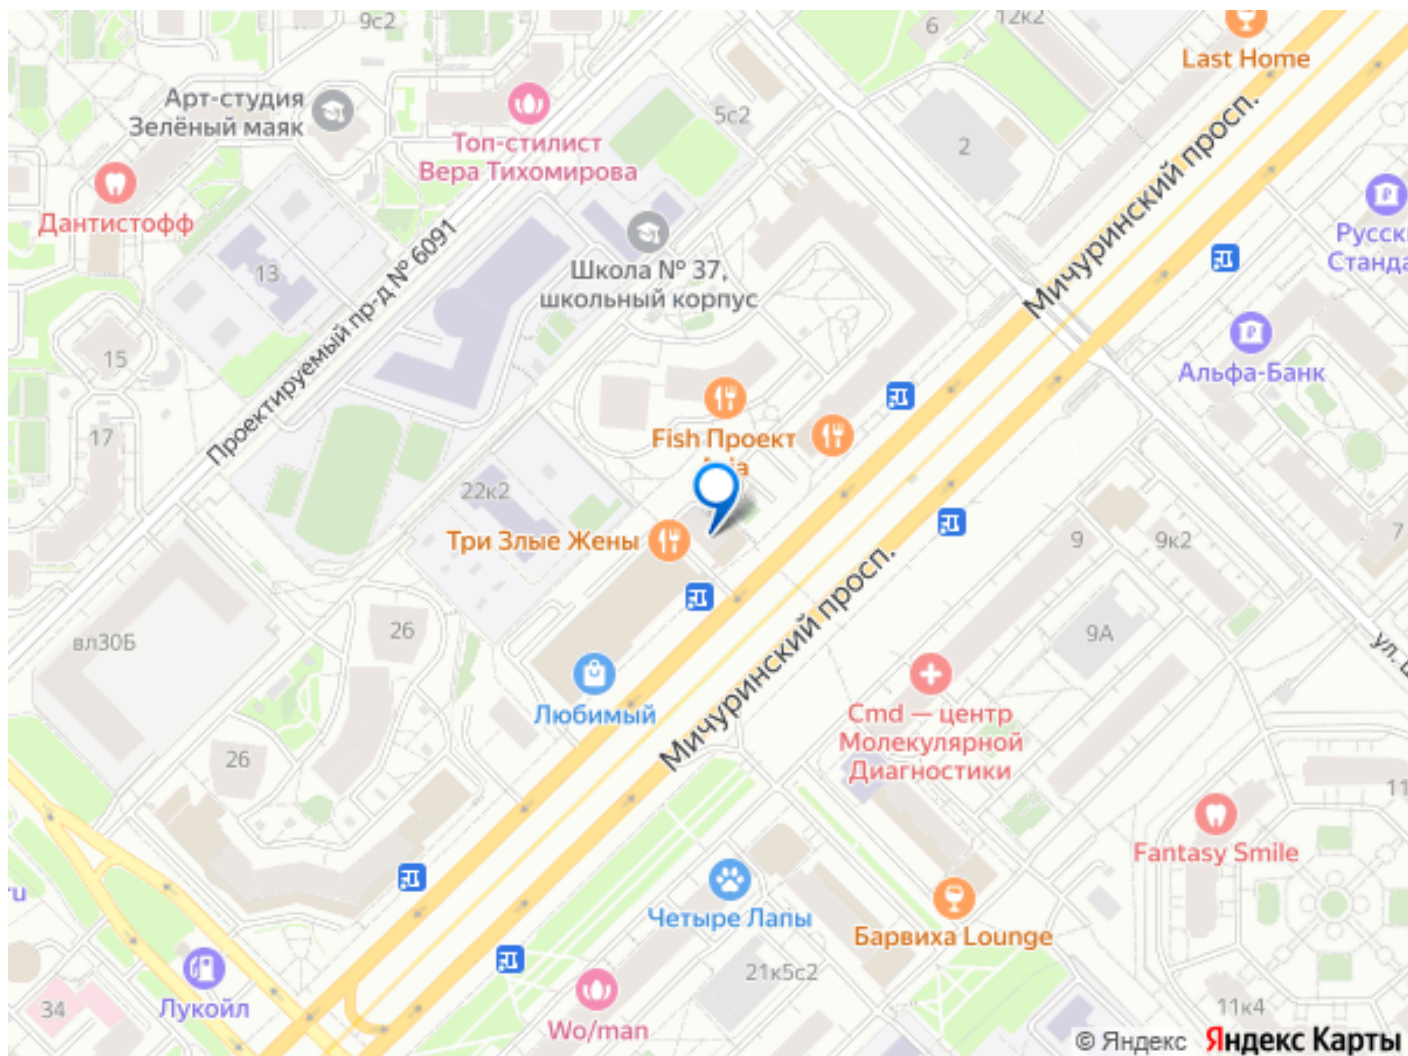 9с2
6
12к2
Last Home
Арт-студия
Зелёный маяк
Топ-стилист
Вера Тихомирова
5с2
2
Мичуринский просп.
Дантистофф
13
Проектируемый пр-д № 6091
Школа № 37,
школьный корпус
Русски
Станда
Альфа-Банк
15
17
Fish Проект
22к2
Три Злые Жены
9
9к2
7
9А
26
вл30Б
Любимый
Мичуринский просп.
Cmd — центр
Молекулярной
Диагностики
ул.
26
11
Fantasy Smile
Четыре Лапы
Барвиха Lounge
21к5с2
34
Лукойл
Wo/man
11к4
© Яндекс Яндекс Карты